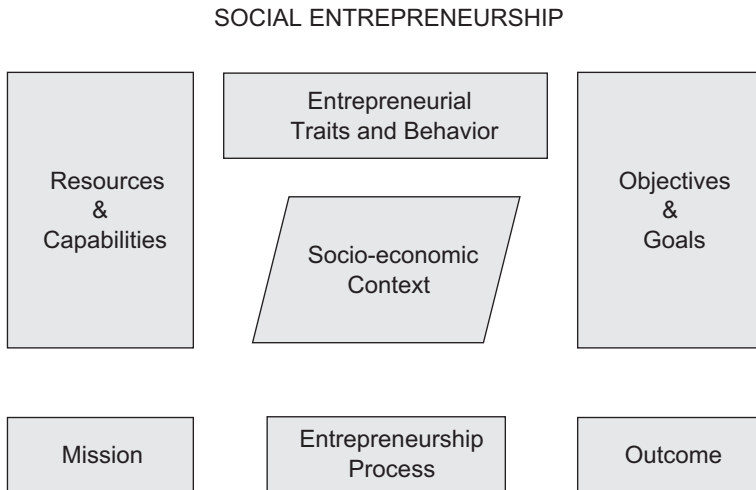 SOCIAL ENTREPRENEURSHIP
Entrepreneurial
Traits and Behavior
Resources
&
Capabilities
Objectives
&
Goals
Socio-economic
Context
Mission
Entrepreneurship
Process
Outcome